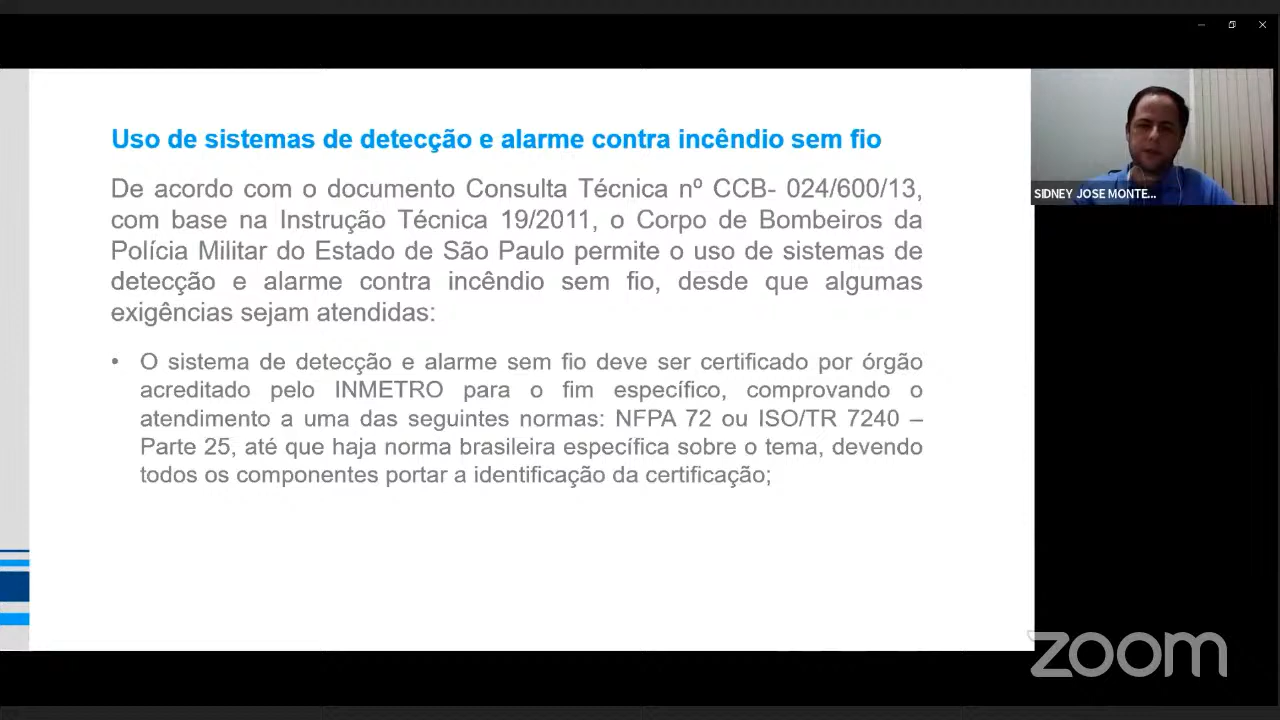 Uso de sistemas de detecção e alarme contra incêndio sem fio
De acordo com o documento Consulta Técnica nº CCB- 024/600/13,
com base na Instrução Técnica 19/2011, o Corpo de Bombeiros da
Polícia Militar do Estado de São Paulo permite o uso de sistemas de
detecção e alarme contra incêndio sem fio, desde que algumas
exigências sejam atendidas:
• O sistema de detecção e alarme sem fio deve ser certificado por órgão
acreditado pelo INMETRO para o fim específico, comprovando o
atendimento a uma das seguintes normas: NFPA 72 ou ISO/TR 7240 –
Parte 25, até que haja norma brasileira específica sobre o tema, devendo
todos os componentes portar a identificação da certificação;
SIDNEY JOSE MONTE...
zoom